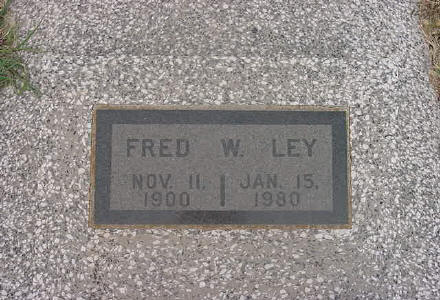 FRED W. LEY
NOV. 11, | JAN. 15,
1900 | 1980